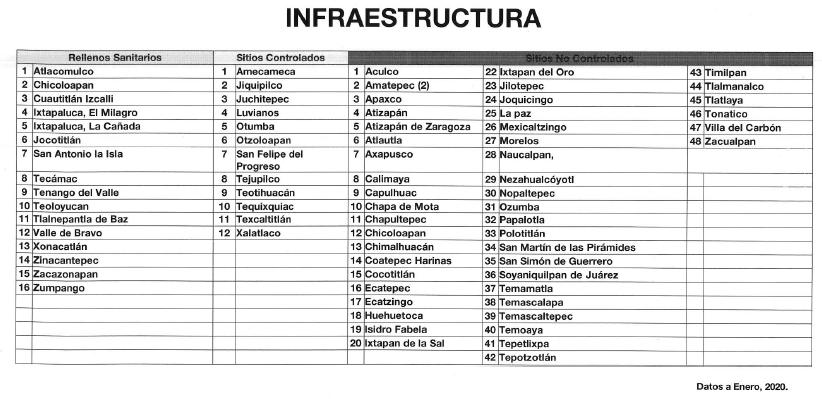 INFRAESTRUCTURA
Rellenos Sanitarios Sitios Controlados Sitios No Controlados
1 Atlacomulco 1 Amecameca 1 Aculco 22 Ixtapan del Oro 43 Timilpan
2 Chicoloapan 2 Jiquipilco 2 Amatepec (2) 23 Jilotepec 44 Tlalmanalco
3 Cuautitlán Izcalli 3 Juchitepec 3 Apaxco 24 Joquicingo 45 Tlatlaya
4 Ixtapaluca, El Milagro 4 Luvianos 4 Atizapán 25 La paz 46 Tonatico
5 Ixtapaluca, La Cañada 5 Otumba 5 Atizapán de Zaragoza 26 Mexicaltzingo 47 Villa del Carbón
6 Jocotitlán 6 Otzoloapan 6 Atlautla 27 Morelos 48 Zacualpan
7 San Antonio la Isla 7 San Felipe del 7 Axapusco 28 Naucalpan,
Progreso
8 Tecámac 8 Tejupilco 8 Calimaya 29 Nezahualcóyotl
9 Tenango del Valle 9 Teotihuacán 9 Capulhuac 30 Nopaltepec
10 Teoloyucan 10 Tequixquiac 10 Chapa de Mota 31 Ozumba
11 Tlalnepantla de Baz 11 Texcaltitlán 11 Chapultepec 32 Papalotla
12 Valle de Bravo 12 Xalatlaco 12 Chicoloapan 33 Polotitlán
13 Xonacatlán 13 Chimalhuacán 34 San Martín de las Pirámides
14 Zinacantepec 14 Coatepec Harinas 35 San Simón de Guerrero
15 Zacazonapan 15 Cocotitlán 36 Soyaniquilpan de Juárez
16 Zumpango 16 Ecatepec 37 Temamatla
17 Ecatzingo 38 Temascalapa
18 Huehuetoca 39 Temascaltepec
19 Isidro Fabela 40 Temoaya
20 Ixtapan de la Sal 41 Tepetlixpa
42 Tepotzotlán
Datos a Enero, 2020.